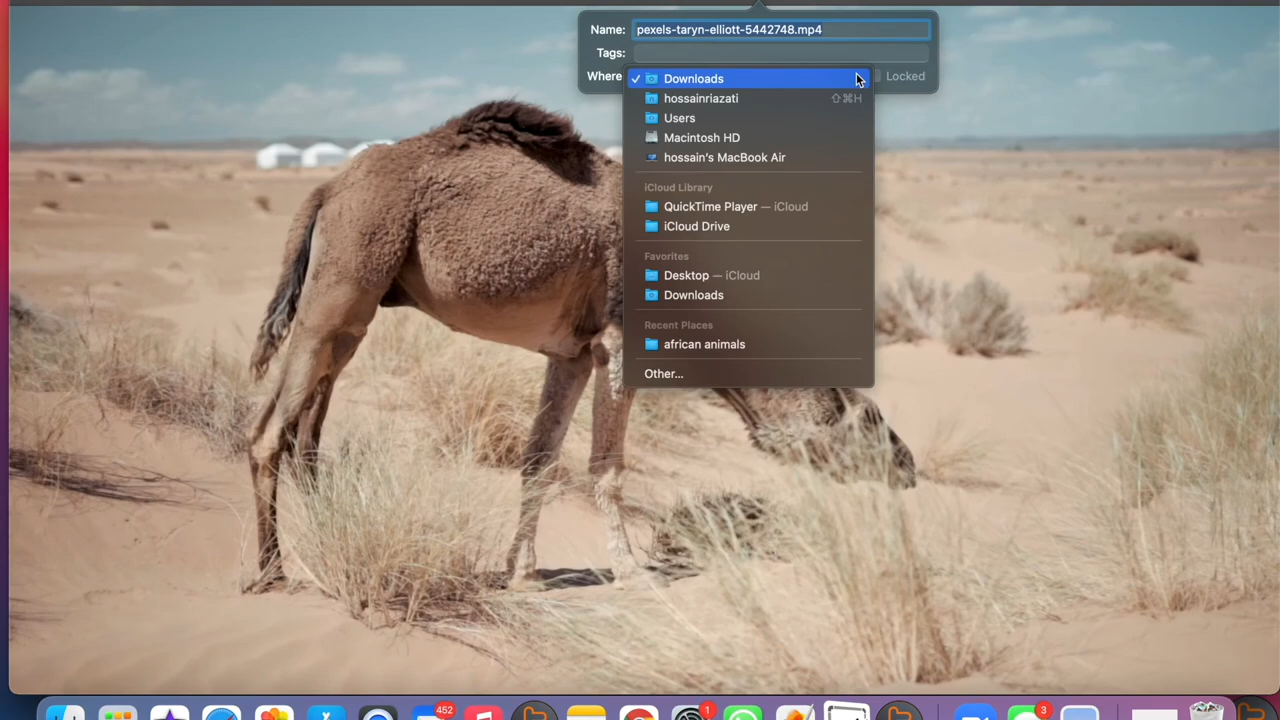 Name: pexels-taryn-elliott-5442748.mp4
Tags:
Where
✓ Downloads
Locked
hossainriazati ⇧⌘H
Users
Macintosh HD
hossain's MacBook Air
iCloud Library
QuickTime Player — iCloud
iCloud Drive
Favorites
Desktop — iCloud
Downloads
Recent Places
african animals
Other...
452
1
3